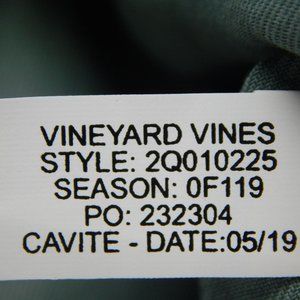 VINEYARD VINES
STYLE: 2Q010225
SEASON: 0F119
PO: 232304
CAVITE - DATE:05/19